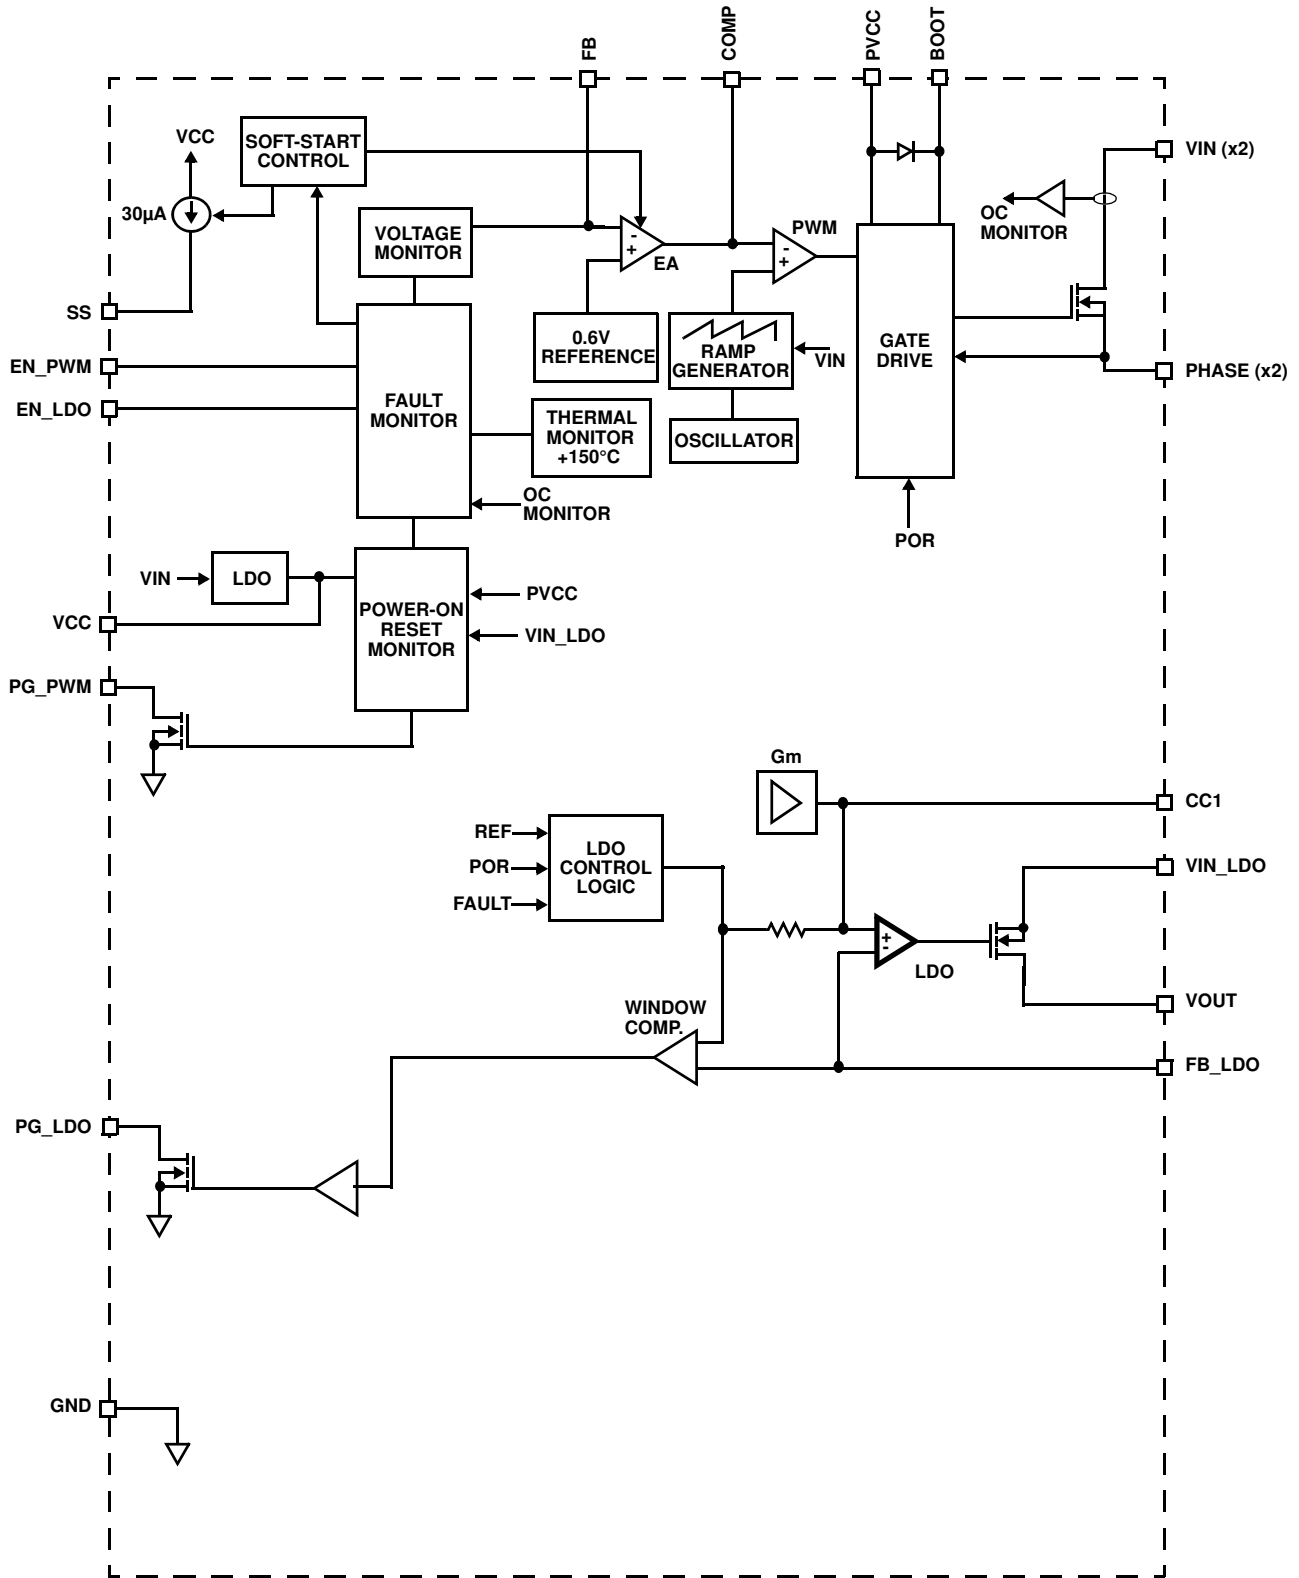 FB
COMP
PVCC
BOOT
VCC
SOFT-START
CONTROL
VIN (x2)
30µA
OC
MONITOR
VOLTAGE
MONITOR
-
+
EA
PWM
-
+
SS
0.6V
REFERENCE
RAMP
GENERATOR
VIN
GATE
DRIVE
EN_PWM
PHASE (x2)
EN_LDO
FAULT
MONITOR
THERMAL
MONITOR
+150°C
OSCILLATOR
OC
MONITOR
POR
VIN
LDO
PVCC
VCC
POWER-ON
RESET
MONITOR
VIN_LDO
PG_PWM
Gm
CC1
REF
POR
FAULT
LDO
CONTROL
LOGIC
VIN_LDO
+
-
LDO
WINDOW
COMP.
VOUT
FB_LDO
PG_LDO
GND